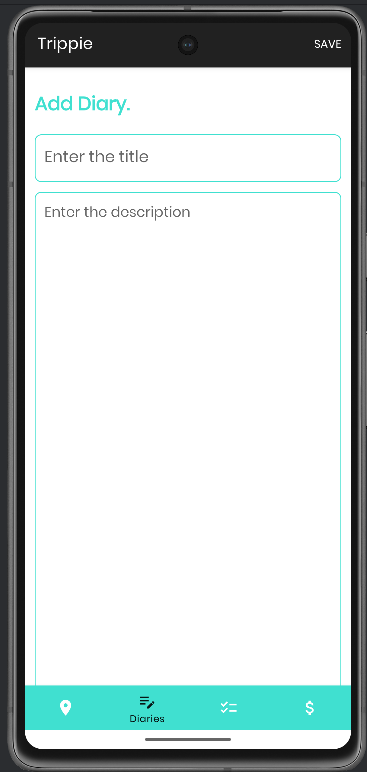 Trippie
SAVE
Add Diary.
Enter the title
Enter the description
Diaries
$